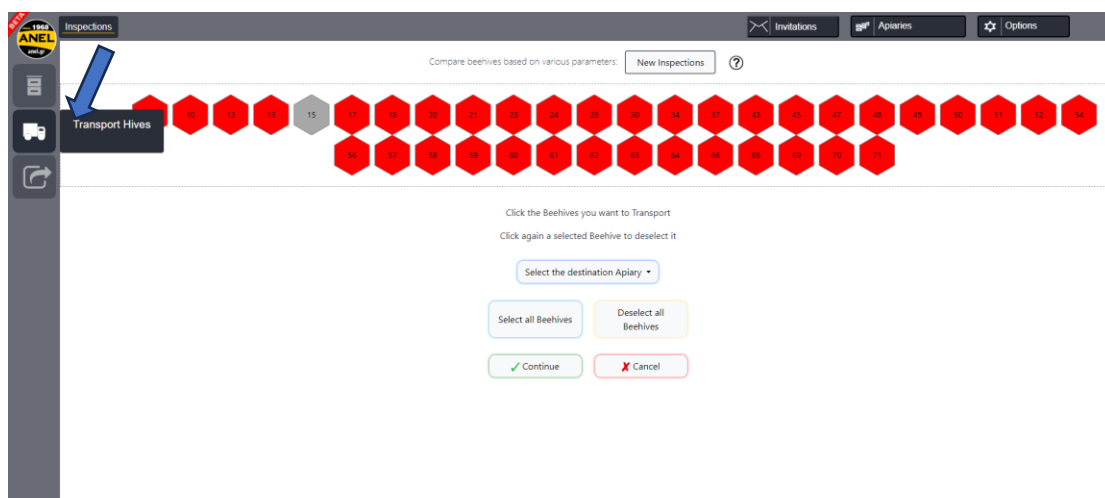 BETA
1968
ANEL
anel.gr
Inspections
Invitations
Apiaries
Options
Compare beehives based on various parameters:
New Inspections
?
Transport Hives
10 12 13 15 17 18 20 21 23 24 28 30 34 37 43 45 47 48 49 50 51 52 54
56 57 58 59 60 61 62 63 64 66 68 69 70 71
Click the Beehives you want to Transport
Click again a selected Beehive to deselect it
Select the destination Apiary
Select all Beehives
Deselect all
Beehives
Continue
Cancel